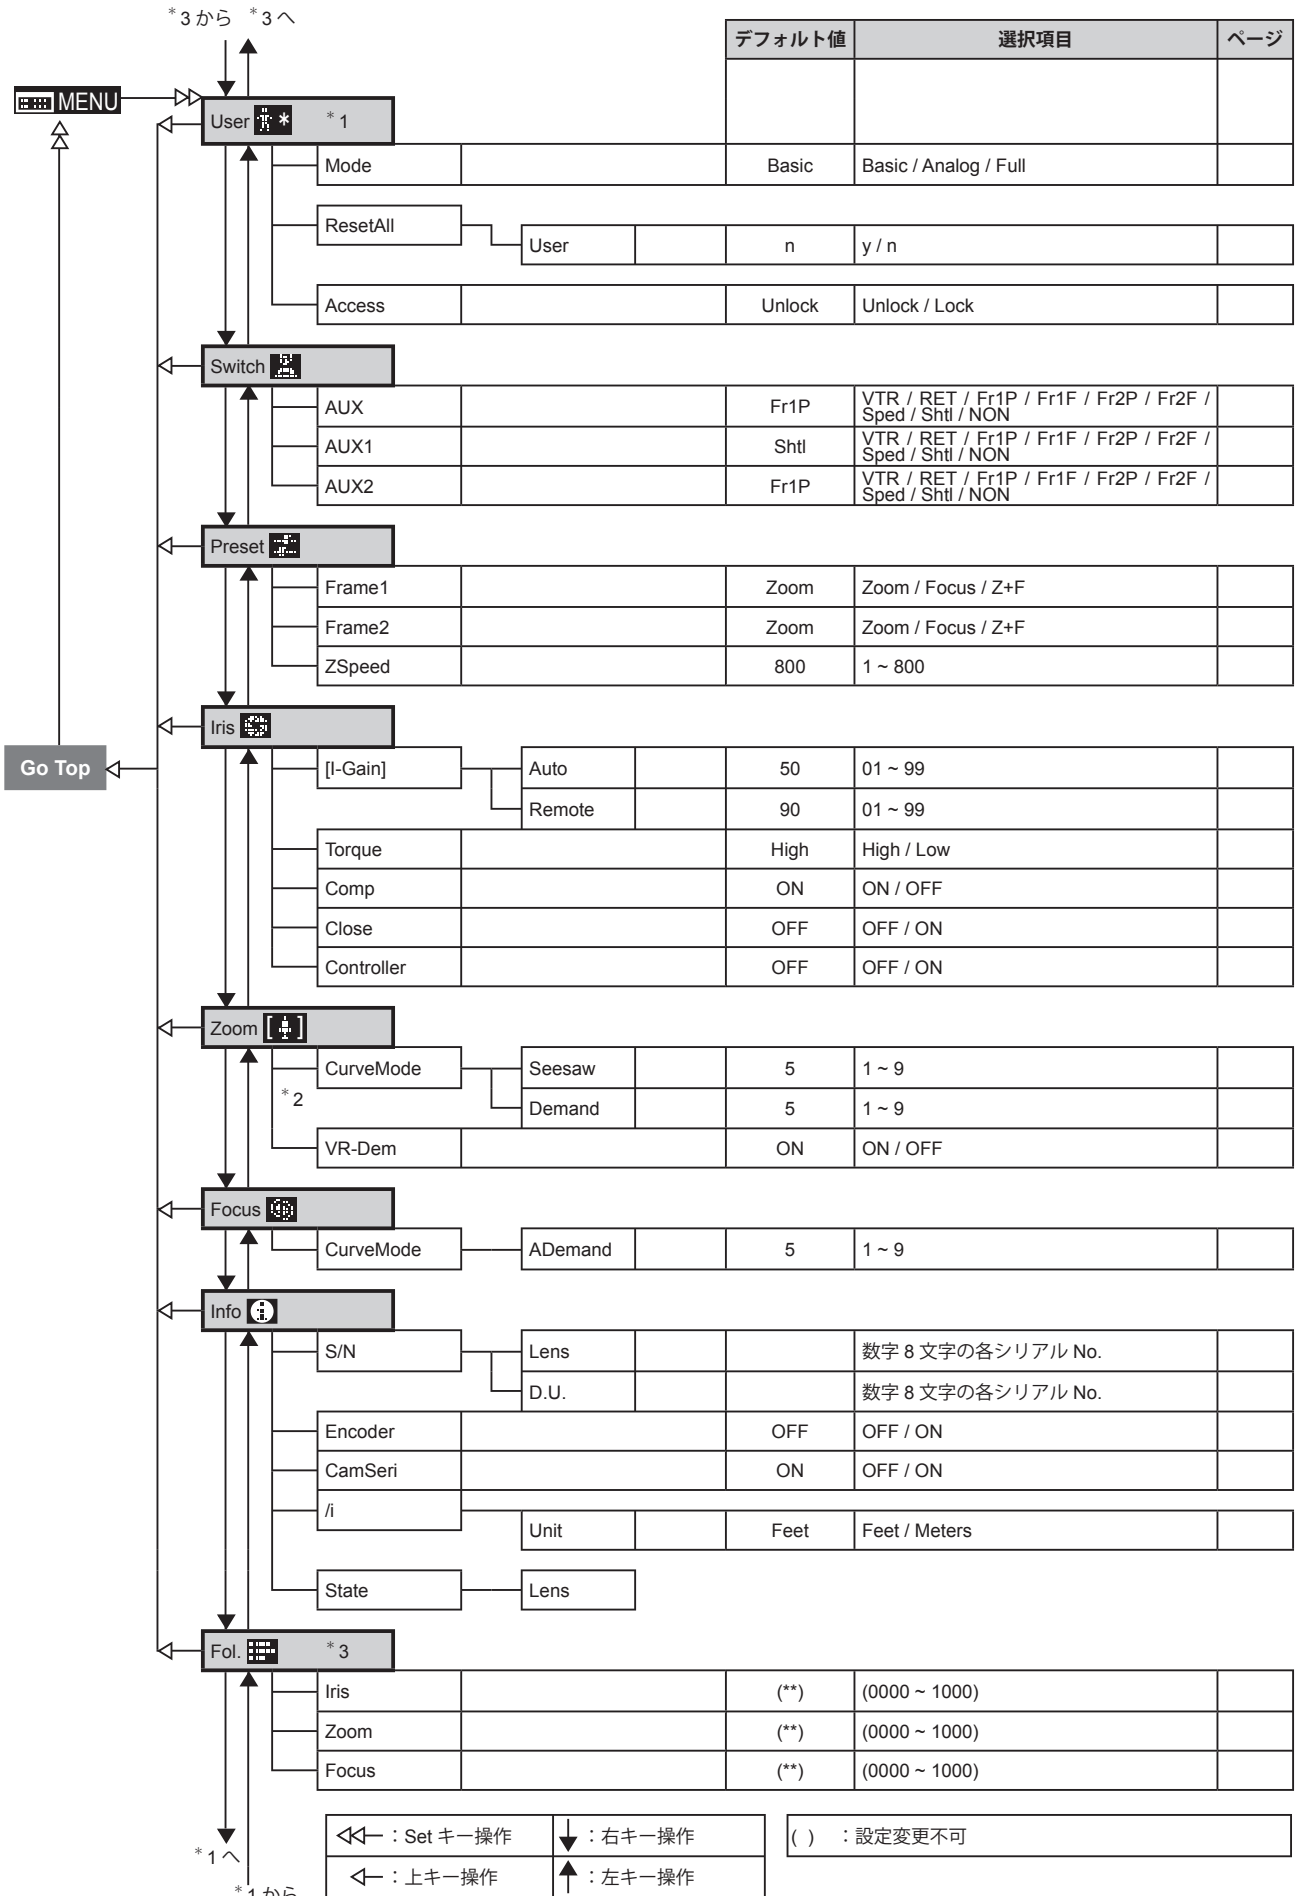 *3 から *3 へ
デフォルト値 選択項目 ページ
MENU
User * *1
Mode Basic Basic / Analog / Full
ResetAll
User n y / n
Access Unlock Unlock / Lock
Switch
AUX Fr1P VTR / RET / Fr1P / Fr1F / Fr2P / Fr2F /
Sped / Shtl / NON
AUX1 Shtl VTR / RET / Fr1P / Fr1F / Fr2P / Fr2F /
Sped / Shtl / NON
AUX2 Fr1P VTR / RET / Fr1P / Fr1F / Fr2P / Fr2F /
Sped / Shtl / NON
Preset
Frame1 Zoom Zoom / Focus / Z+F
Frame2 Zoom Zoom / Focus / Z+F
ZSpeed 800 1 ~ 800
Iris
Go Top
[I-Gain] Auto 50 01 ~ 99
Remote 90 01 ~ 99
Torque High High / Low
Comp ON ON / OFF
Close OFF OFF / ON
Controller OFF OFF / ON
Zoom
CurveMode Seesaw 5 1 ~ 9
*2
Demand 5 1 ~ 9
VR-Dem ON ON / OFF
Focus
CurveMode ADemand 5 1 ~ 9
Info
S/N Lens 数字 8 文字の各シリアル No.
D.U. 数字 8 文字の各シリアル No.
Encoder OFF OFF / ON
CamSeri ON OFF / ON
/i
Unit Feet Feet / Meters
State Lens
Fol. *3
Iris (**) (0000 ~ 1000)
Zoom (**) (0000 ~ 1000)
Focus (**) (0000 ~ 1000)
：Set キー操作 ：右キー操作 ( ) ：設定変更不可
*1 へ
：上キー操作 ：左キー操作
*1 から